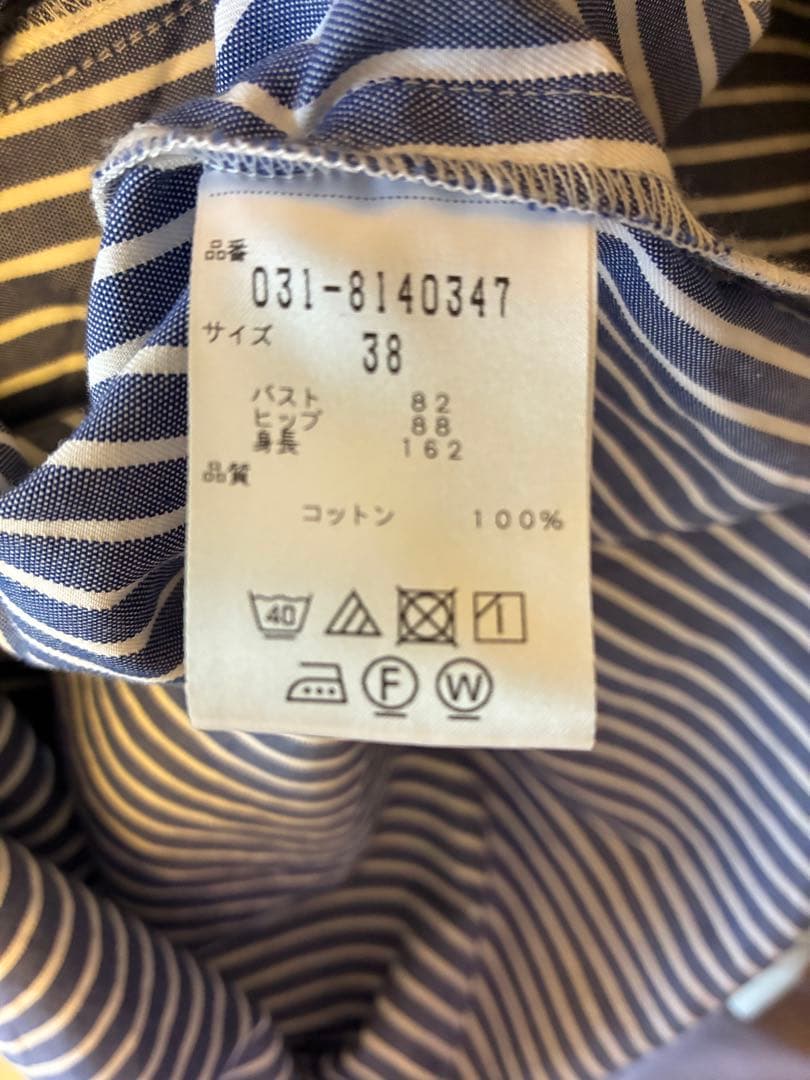 品番
031-8140347
サイズ 38
バスト 82
ヒップ 88
身長 162
品質
コットン 100%
40
F W